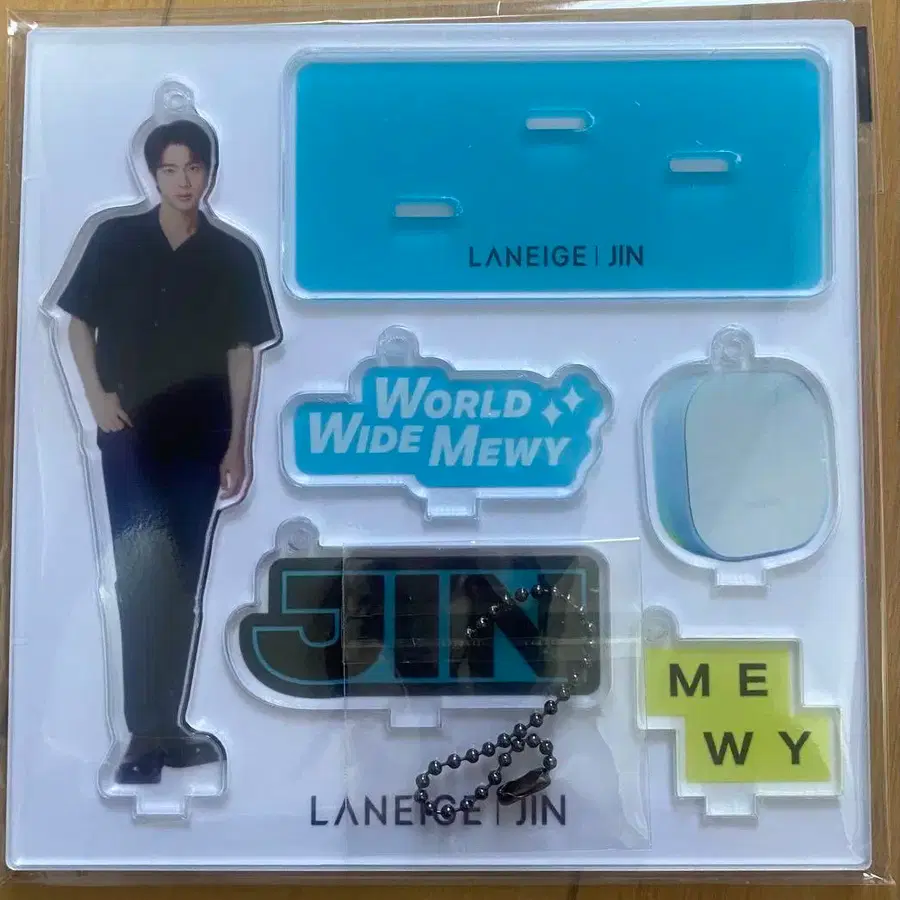 LANEIGE | JIN
WORLD
WIDE MEWY
JIN
ME
WY
LANEIGE | JIN